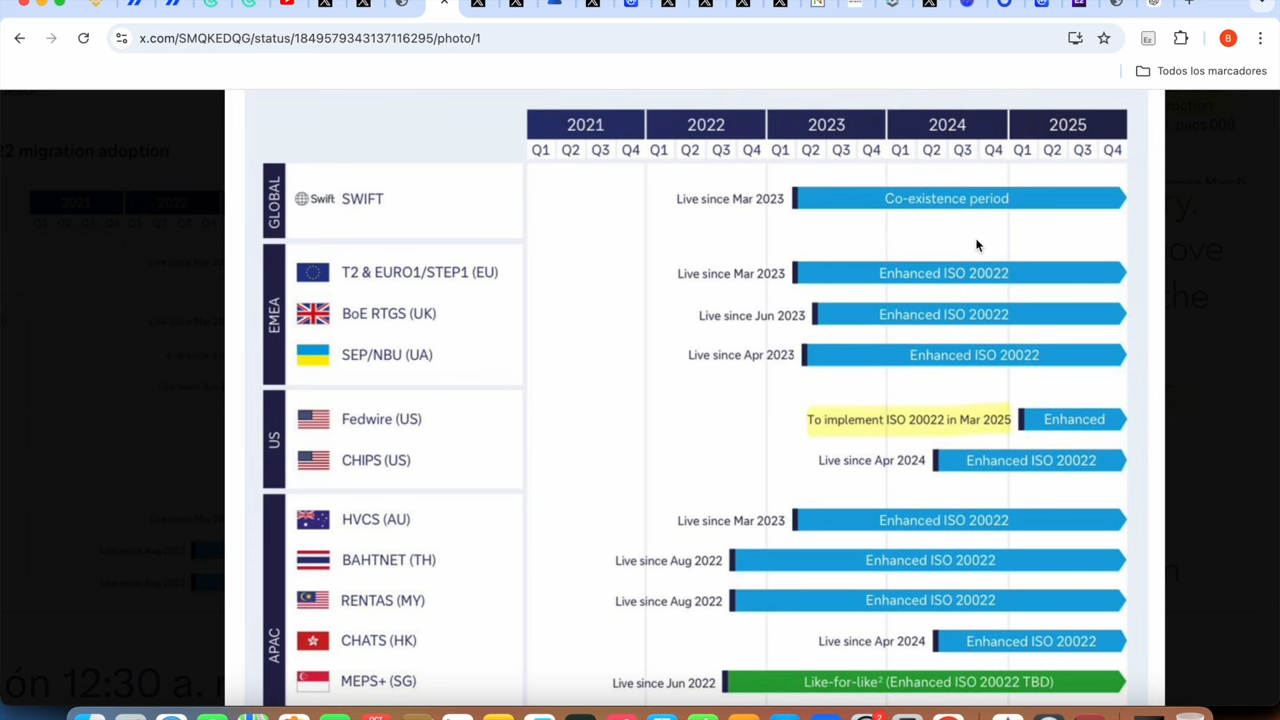 x.com/SMQKEDQG/status/1849579343137116295/photo/1
B
Todos los marcadores
2021 2022 2023 2024 2025
Q1 Q2 Q3 Q4 Q1 Q2 Q3 Q4 Q1 Q2 Q3 Q4 Q1 Q2 Q3 Q4 Q1 Q2 Q3 Q4
22 migration adoption
pacs 009
GLOBAL
Swift SWIFT Live since Mar 2023 Co-existence period
EMEA
T2 & EURO1/STEP1 (EU) Live since Mar 2023 Enhanced ISO 20022
BoE RTGS (UK) Live since Jun 2023 Enhanced ISO 20022
SEP/NBU (UA) Live since Apr 2023 Enhanced ISO 20022
US
Fedwire (US) To implement ISO 20022 in Mar 2025 Enhanced
CHIPS (US) Live since Apr 2024 Enhanced ISO 20022
APAC
HVCS (AU) Live since Mar 2023 Enhanced ISO 20022
BAHTNET (TH) Live since Aug 2022 Enhanced ISO 20022
RENTAS (MY) Live since Aug 2022 Enhanced ISO 20022
CHATS (HK) Live since Apr 2024 Enhanced ISO 20022
MEPS+ (SG) Live since Jun 2022 Like-for-like² (Enhanced ISO 20022 TBD)
ón 12:30 a.